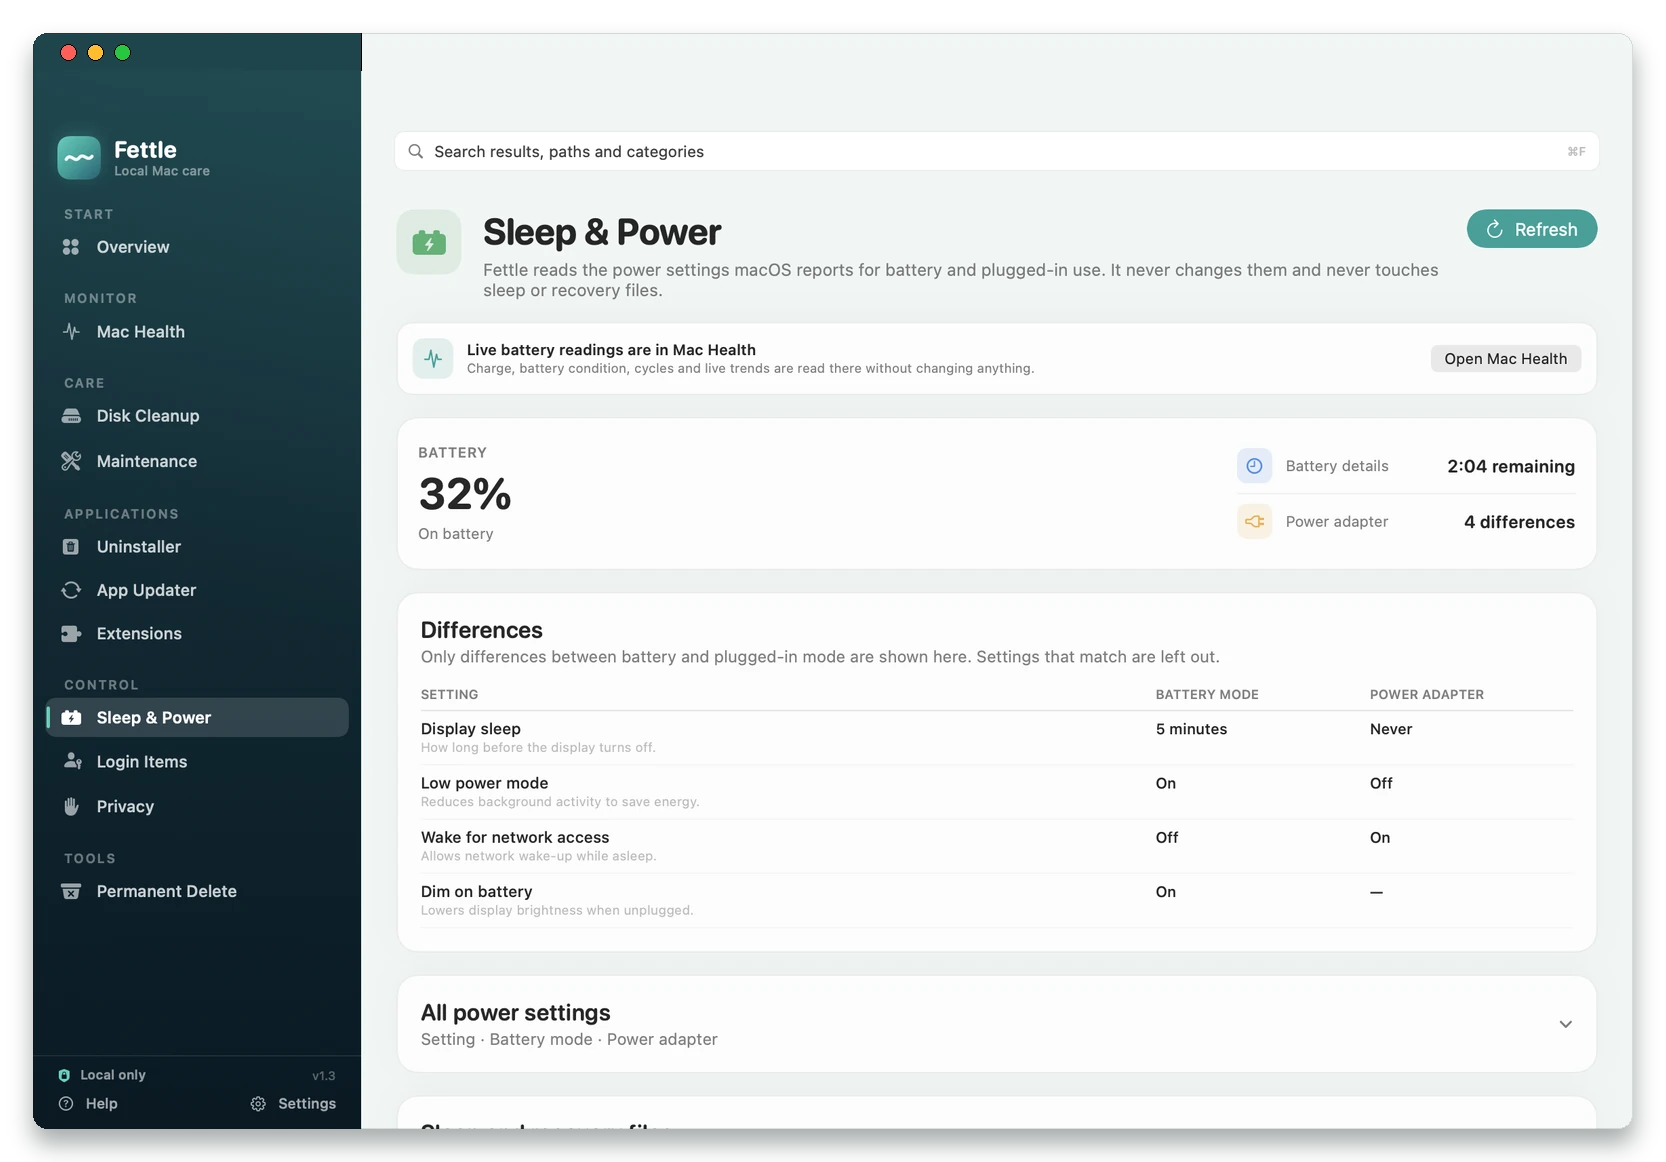 Fettle
Local Mac care
START
Overview
MONITOR
Mac Health
CARE
Disk Cleanup
Maintenance
APPLICATIONS
Uninstaller
App Updater
Extensions
CONTROL
Sleep & Power
Login Items
Privacy
TOOLS
Permanent Delete
Local only v1.3
Help Settings
Search results, paths and categories ⌘F
Sleep & Power
Refresh
Fettle reads the power settings macOS reports for battery and plugged-in use. It never changes them and never touches
sleep or recovery files.
Live battery readings are in Mac Health
Charge, battery condition, cycles and live trends are read there without changing anything.
Open Mac Health
BATTERY
32%
On battery
Battery details 2:04 remaining
Power adapter 4 differences
Differences
Only differences between battery and plugged-in mode are shown here. Settings that match are left out.
SETTING BATTERY MODE POWER ADAPTER
Display sleep 5 minutes Never
How long before the display turns off.
Low power mode On Off
Reduces background activity to save energy.
Wake for network access Off On
Allows network wake-up while asleep.
Dim on battery On —
Lowers display brightness when unplugged.
All power settings
Setting · Battery mode · Power adapter